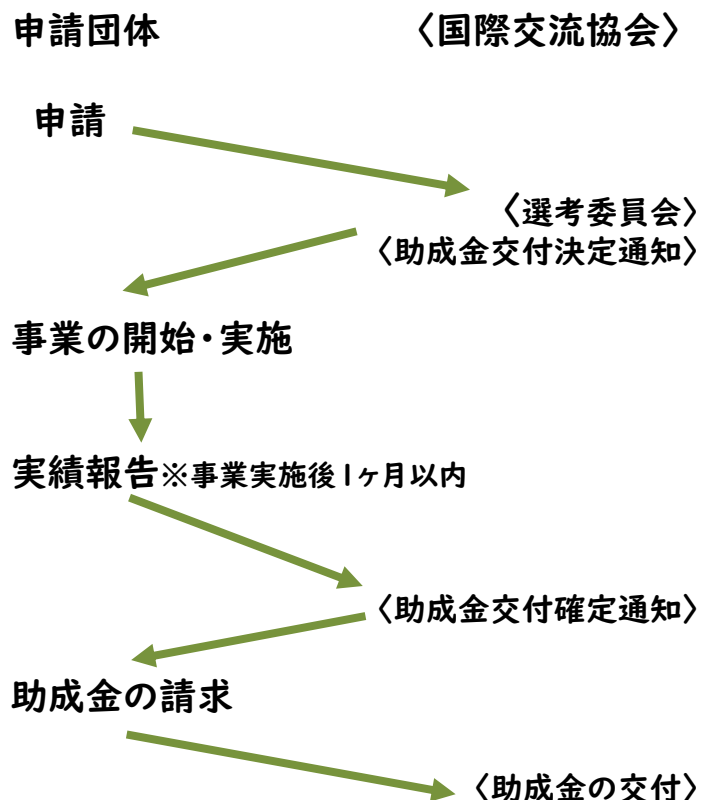 申請団体 〈国際交流協会〉
申請
〈選考委員会〉
〈助成金交付決定通知〉
事業の開始・実施
実績報告※事業実施後1ヶ月以内
〈助成金交付確定通知〉
助成金の請求
〈助成金の交付〉